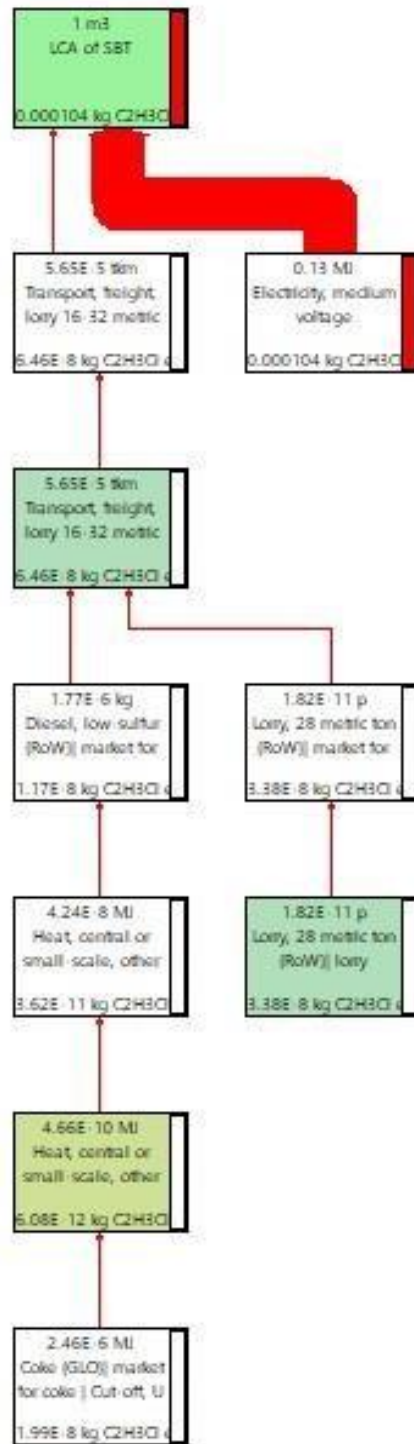 1 m3
LCA of SBT
0.000104 kg C2H3Cl
5.65E-5 tkm
Transport, freight,
lorry 16-32 metric
6.46E-8 kg C2H3Cl e
0.13 MJ
Electricity, medium
voltage
0.000104 kg C2H3Cl
5.65E-5 tkm
Transport, freight,
lorry 16-32 metric
6.46E-8 kg C2H3Cl e
1.77E-6 kg
Diesel, low-sulfur
{RoW}| market for
1.17E-8 kg C2H3Cl e
1.82E-11 p
Lorry, 28 metric ton
{RoW}| market for
3.38E-8 kg C2H3Cl e
4.24E-8 MJ
Heat, central or
small-scale, other
3.62E-11 kg C2H3Cl
1.82E-11 p
Lorry, 28 metric ton
{RoW}| lorry
3.38E-8 kg C2H3Cl e
4.66E-10 MJ
Heat, central or
small-scale, other
6.08E-12 kg C2H3Cl
2.46E-6 MJ
Coke {GLO}| market
for coke | Cut-off, U
1.99E-8 kg C2H3Cl e